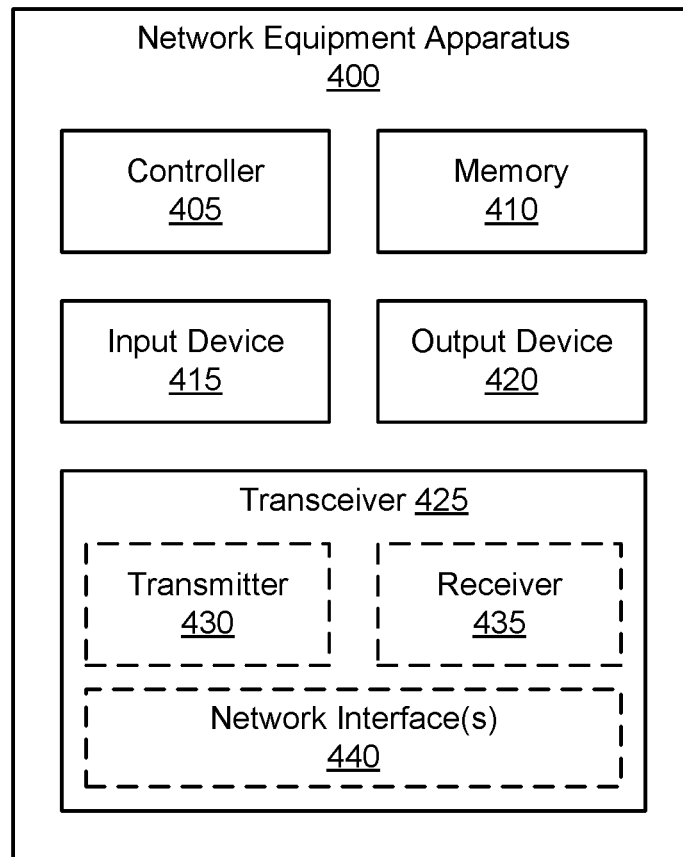 Network Equipment Apparatus
400
Controller
405
Memory
410
Input Device
415
Output Device
420
Transceiver 425
Transmitter
430
Receiver
435
Network Interface(s)
440